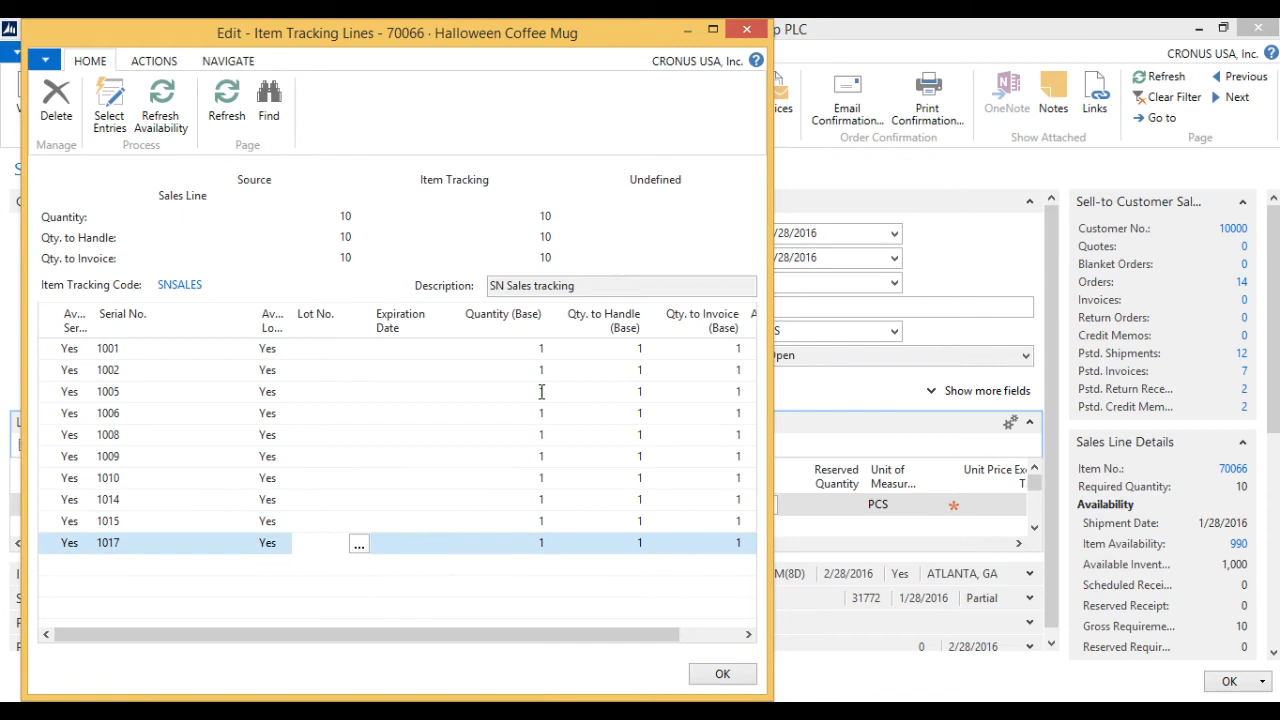 Edit - Item Tracking Lines - 70066 · Halloween Coffee Mug
p PLC
HOME ACTIONS NAVIGATE CRONUS USA, Inc.
CRONUS USA, Inc.
Delete
Select Entries
Refresh Availability
Refresh
Find
Manage Process Page
ices
Email Confirmation...
Print Confirmation...
Order Confirmation
OneNote Notes Links
Show Attached
Refresh
Clear Filter
Go to
Previous
Next
Page
Source Item Tracking Undefined
Sales Line
Quantity: 10 10
Qty. to Handle: 10 10
Qty. to Invoice: 10 10
Item Tracking Code: SNSALES Description: SN Sales tracking
Av... Ser... Serial No. Av... Lo... Lot No. Expiration Date Quantity (Base) Qty. to Handle (Base) Qty. to Invoice (Base) A
Yes 1001 Yes 1 1 1
Yes 1002 Yes 1 1 1
Yes 1005 Yes 1 1 1
Yes 1006 Yes 1 1 1
Yes 1008 Yes 1 1 1
Yes 1009 Yes 1 1 1
Yes 1010 Yes 1 1 1
Yes 1014 Yes 1 1 1
Yes 1015 Yes 1 1 1
Yes 1017 Yes ... 1 1 1
OK
/28/2016
/28/2016
S
pen
Show more fields
Reserved Quantity Unit of Measur... Unit Price Ex
PCS *
M(8D) 2/28/2016 Yes ATLANTA, GA
31772 1/28/2016 Partial
0 2/28/2016
Sell-to Customer Sal...
Customer No.: 10000
Quotes: 0
Blanket Orders: 0
Orders: 14
Invoices: 0
Return Orders: 0
Credit Memos: 0
Pstd. Shipments: 12
Pstd. Invoices: 7
Pstd. Return Rece... 2
Pstd. Credit Mem... 2
Sales Line Details
Item No.: 70066
Required Quantity: 10
Availability
Shipment Date: 1/28/2016
Item Availability: 990
Available Invent... 1,000
Scheduled Recei... 0
Reserved Receipt: 0
Gross Requireme... 10
Reserved Requir... 0
OK